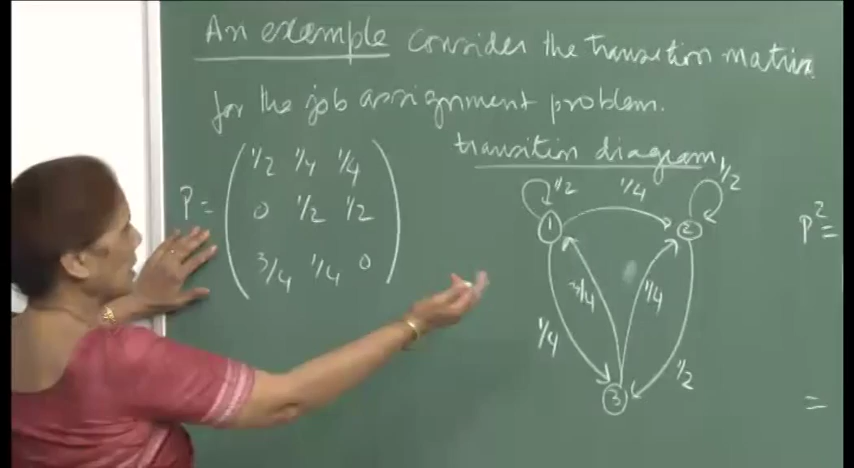 An example consider the transition matrix
for the job assignment problem.
transition diagram
P =
1/2 1/4 1/4
0 1/2 1/2
3/4 1/4 0
1/2 1/4 1/2
1 2
3/4 1/4
1/4 1/2
3
P² =
=